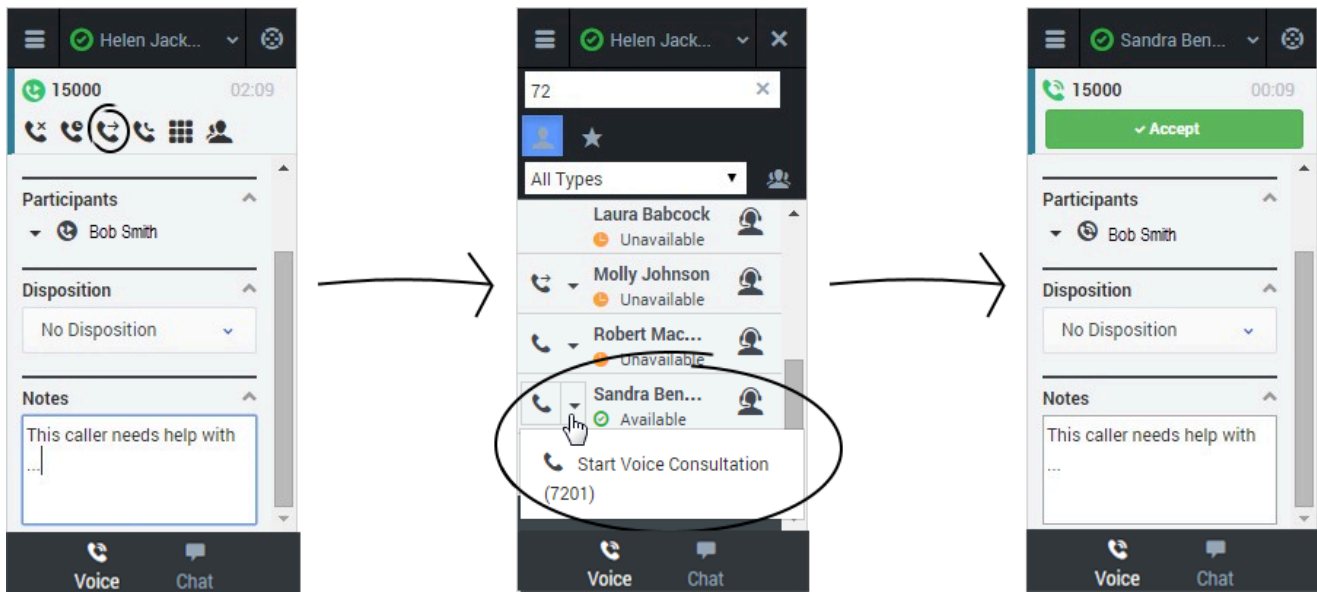 Helen Jack...
15000
02:09
Participants
Bob Smith
Disposition
No Disposition
Notes
This caller needs help with
...
Voice
Chat
Helen Jack...
72
All Types
Laura Babcock
Unavailable
Molly Johnson
Unavailable
Robert Mac...
Unavailable
Sandra Ben...
Available
Start Voice Consultation
(7201)
Voice
Chat
Sandra Ben...
15000
00:09
Accept
Participants
Bob Smith
Disposition
No Disposition
Notes
This caller needs help with
...
Voice
Chat